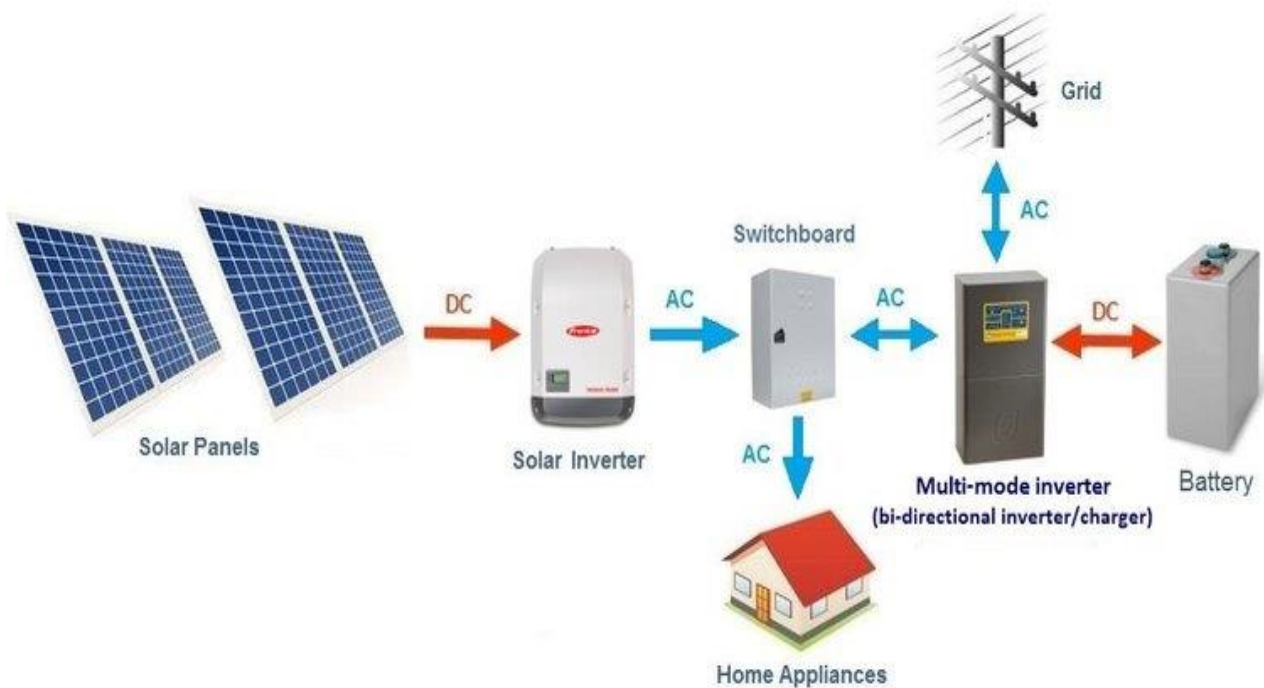 Grid
AC
Switchboard
DC
AC
AC
DC
Fronius
Solar Panels
Solar Inverter
AC
Multi-mode inverter
(bi-directional inverter/charger)
Battery
Home Appliances